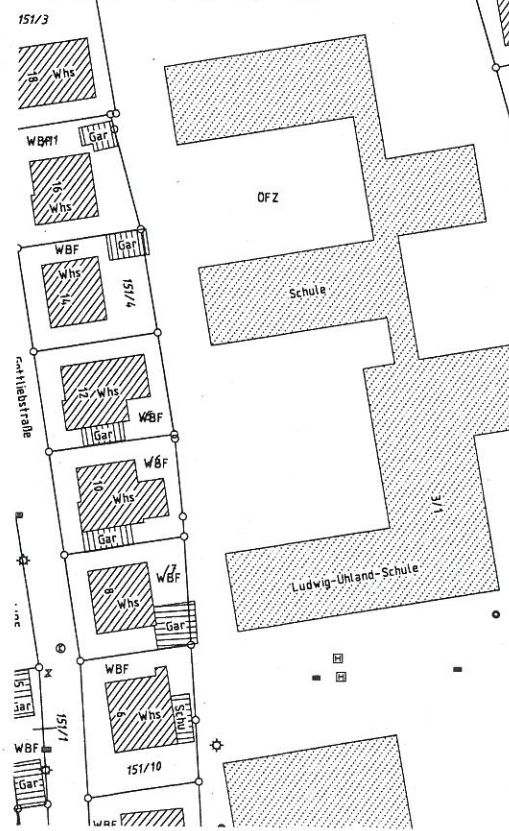 151/3
18
Whs
WBF
Gar
16
Whs
ÖFZ
WBF
Gar
Whs
14
151/4
Schule
12
Whs
WBF
Gar
WBF
10
Whs
Gar
3/1
WBF
8
Whs
Gar
Ludwig-Uhland-Schule
H
H
WBF
6
Whs
Schu
151/10
151/1
5
Gar
WBF
Gar
WBF